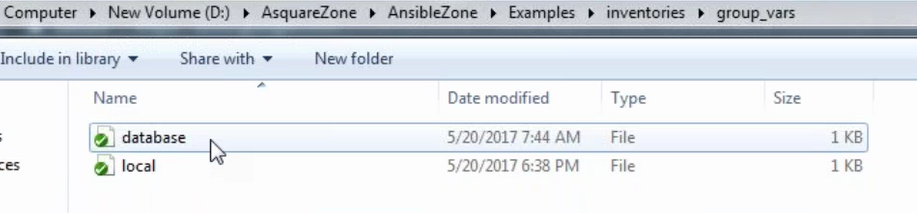 Computer ▸ New Volume (D:) ▸ AsquareZone ▸ AnsibleZone ▸ Examples ▸ inventories ▸ group_vars
Include in library ▾ Share with ▾ New folder
Name Date modified Type Size
database 5/20/2017 7:44 AM File 1 KB
ces local 5/20/2017 6:38 PM File 1 KB